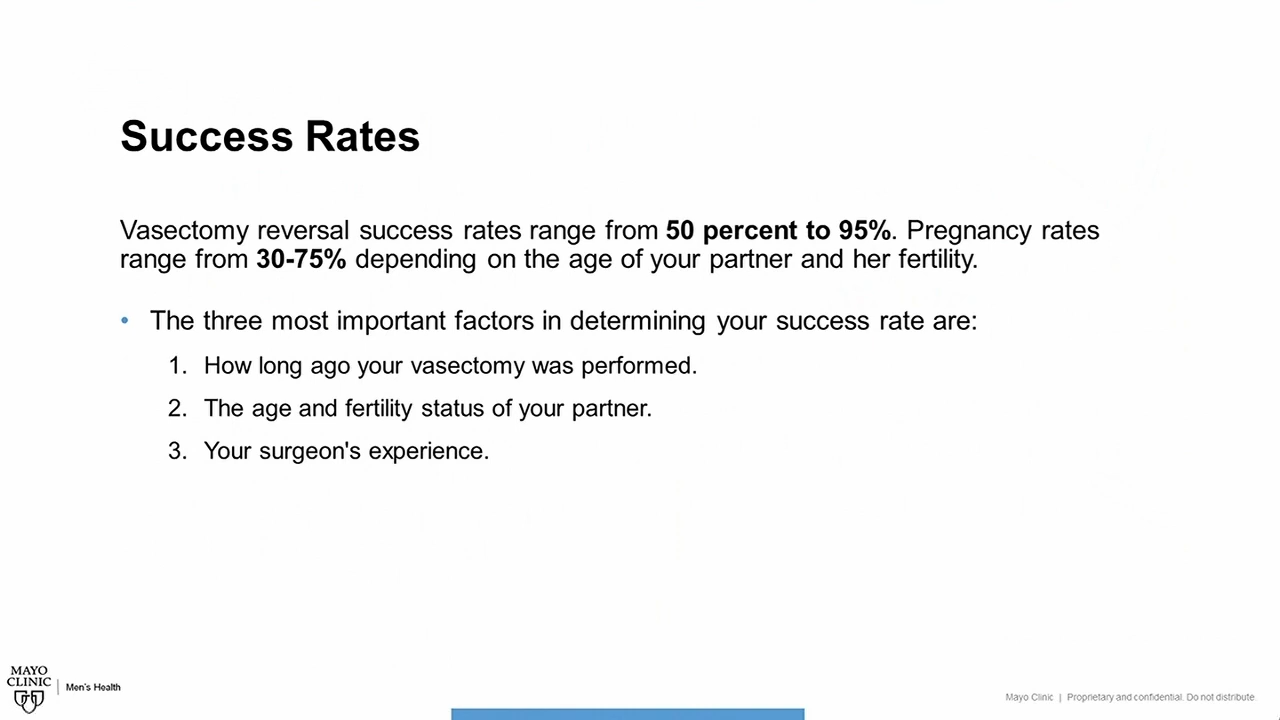 Success Rates
Vasectomy reversal success rates range from 50 percent to 95%. Pregnancy rates
range from 30-75% depending on the age of your partner and her fertility.
• The three most important factors in determining your success rate are:
1. How long ago your vasectomy was performed.
2. The age and fertility status of your partner.
3. Your surgeon's experience.
MAYO
CLINIC
Men's Health
Mayo Clinic | Proprietary and confidential. Do not distribute.